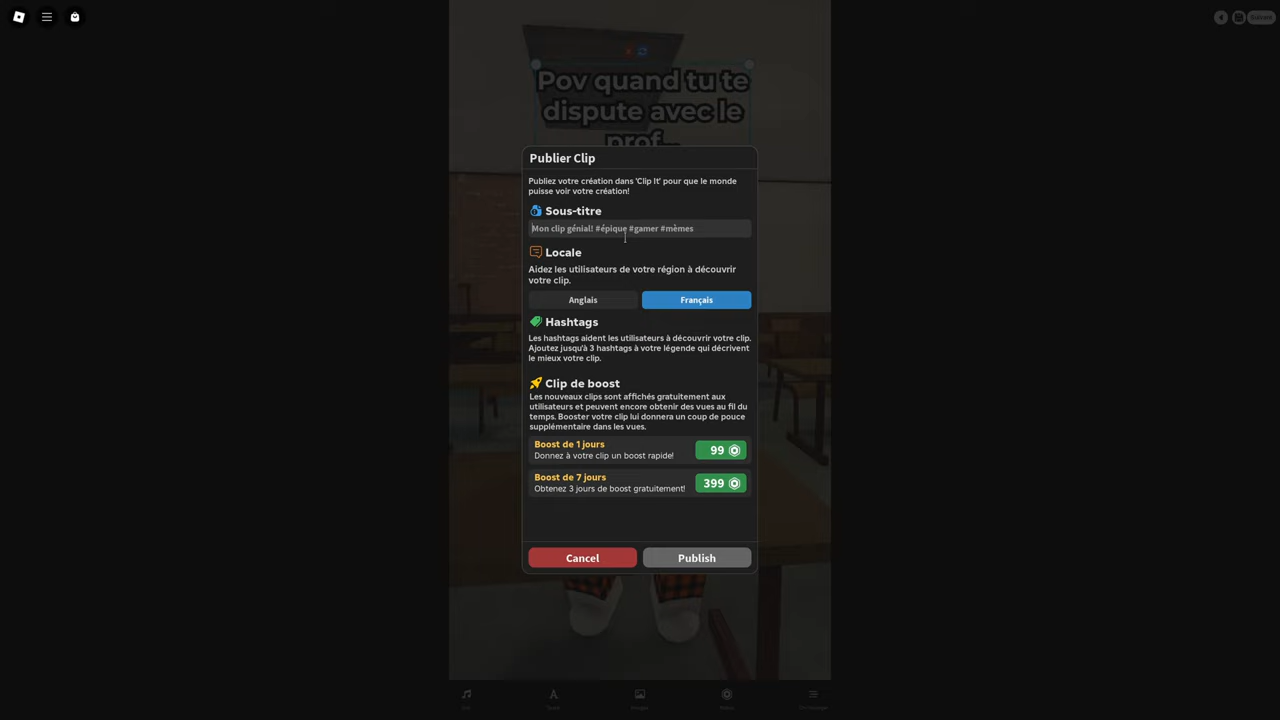 Pov quand tu te
dispute avec le
prof...
Publier Clip
Publiez votre création dans 'Clip It' pour que le monde
puisse voir votre création!
Sous-titre
Mon clip génial! #épique #gamer #mèmes
Locale
Aidez les utilisateurs de votre région à découvrir
votre clip.
Anglais
Français
Hashtags
Les hashtags aident les utilisateurs à découvrir votre clip.
Ajoutez jusqu'à 3 hashtags à votre légende qui décrivent
le mieux votre clip.
Clip de boost
Les nouveaux clips sont affichés gratuitement aux
utilisateurs et peuvent encore obtenir des vues au fil du
temps. Booster votre clip lui donnera un coup de pouce
supplémentaire dans les vues.
Boost de 1 jours
Donnez à votre clip un boost rapide!
99
Boost de 7 jours
Obtenez 3 jours de boost gratuitement!
399
Cancel
Publish